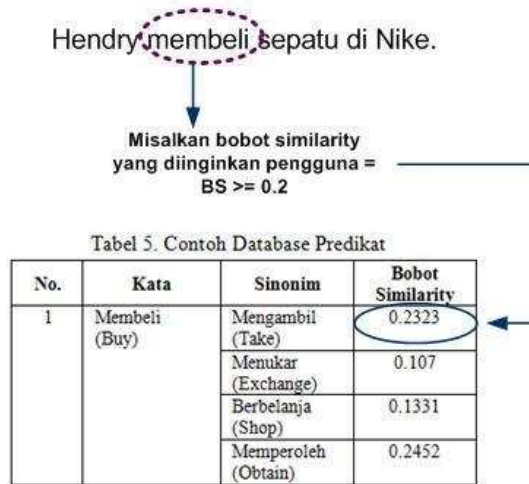 Hendry membeli sepatu di Nike.
Misalkan bobot similarity
yang diinginkan pengguna =
BS >= 0.2
Tabel 5. Contoh Database Predikat
No. Kata Sinonim Bobot
Similarity
1 Membeli Mengambil 0.2323
(Buy) (Take)
Menukar 0.107
(Exchange)
Berbelanja 0.1331
(Shop)
Memperoleh 0.2452
(Obtain)